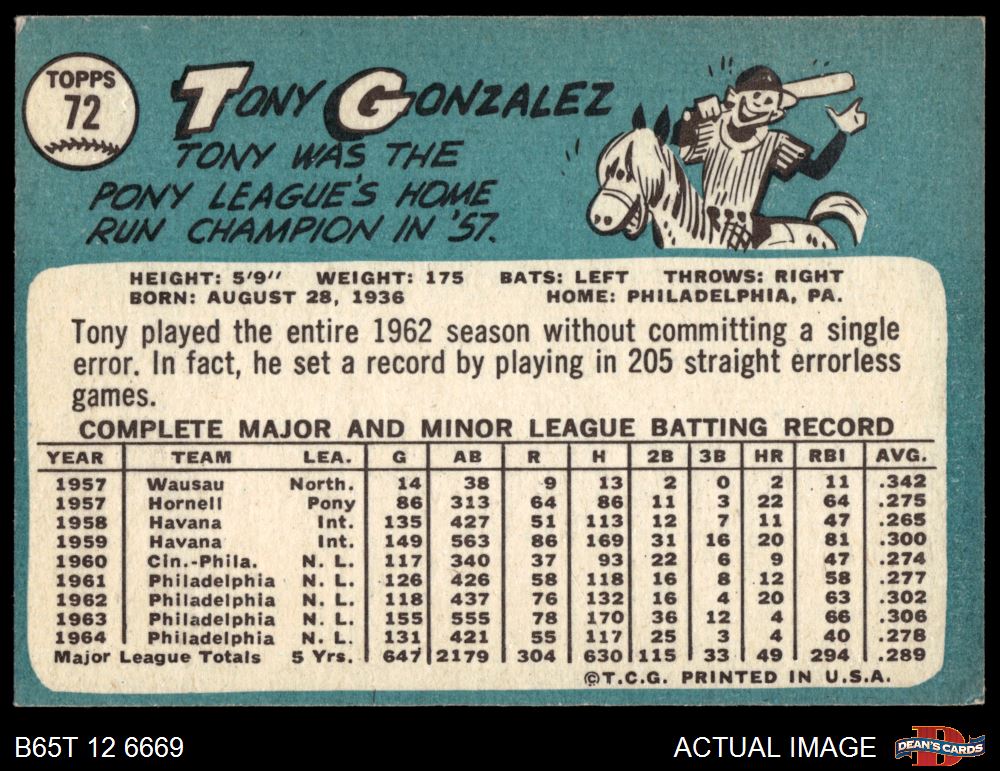 TOPPS
72
TONY GONZALEZ
TONY WAS THE
PONY LEAGUE'S HOME
RUN CHAMPION IN '57.
HEIGHT: 5'9" WEIGHT: 175 BATS: LEFT THROWS: RIGHT
BORN: AUGUST 28, 1936 HOME: PHILADELPHIA, PA.
Tony played the entire 1962 season without committing a single
error. In fact, he set a record by playing in 205 straight errorless
games.
COMPLETE MAJOR AND MINOR LEAGUE BATTING RECORD
YEAR TEAM LEA. G AB R H 2B 3B HR RBI AVG.
1957 Wausau North. 14 38 9 13 2 0 2 11 .342
1957 Hornell Pony 86 313 64 86 11 3 22 64 .275
1958 Havana Int. 135 427 51 113 12 7 11 47 .265
1959 Havana Int. 149 563 86 169 31 16 20 81 .300
1960 Cin.-Phila. N. L. 117 340 37 93 22 6 9 47 .274
1961 Philadelphia N. L. 126 426 58 118 16 8 12 58 .277
1962 Philadelphia N. L. 118 437 76 132 16 4 20 63 .302
1963 Philadelphia N. L. 155 555 78 170 36 12 4 66 .306
1964 Philadelphia N. L. 131 421 55 117 25 3 4 40 .278
Major League Totals 5 Yrs. 647 2179 304 630 115 33 49 294 .289
©T.C.G. PRINTED IN U.S.A.
B65T 12 6669 ACTUAL IMAGE
DEAN'S CARDS